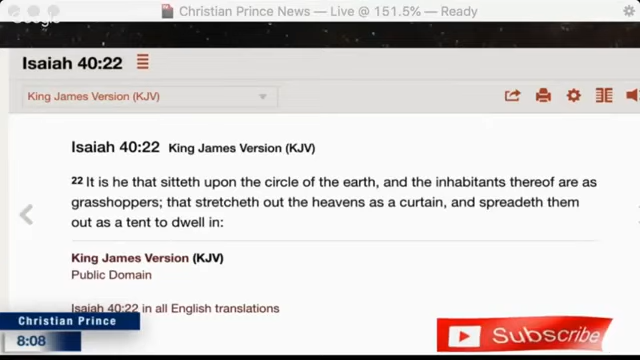 Christian Prince News — Live @ 151.5% — Ready
Google
Isaiah 40:22
King James Version (KJV)
Isaiah 40:22 King James Version (KJV)
22 It is he that sitteth upon the circle of the earth, and the inhabitants thereof are as
grasshoppers; that stretcheth out the heavens as a curtain, and spreadeth them
out as a tent to dwell in:
King James Version (KJV)
Public Domain
Isaiah 40:22 in all English translations
Christian Prince
8:08
Subscribe